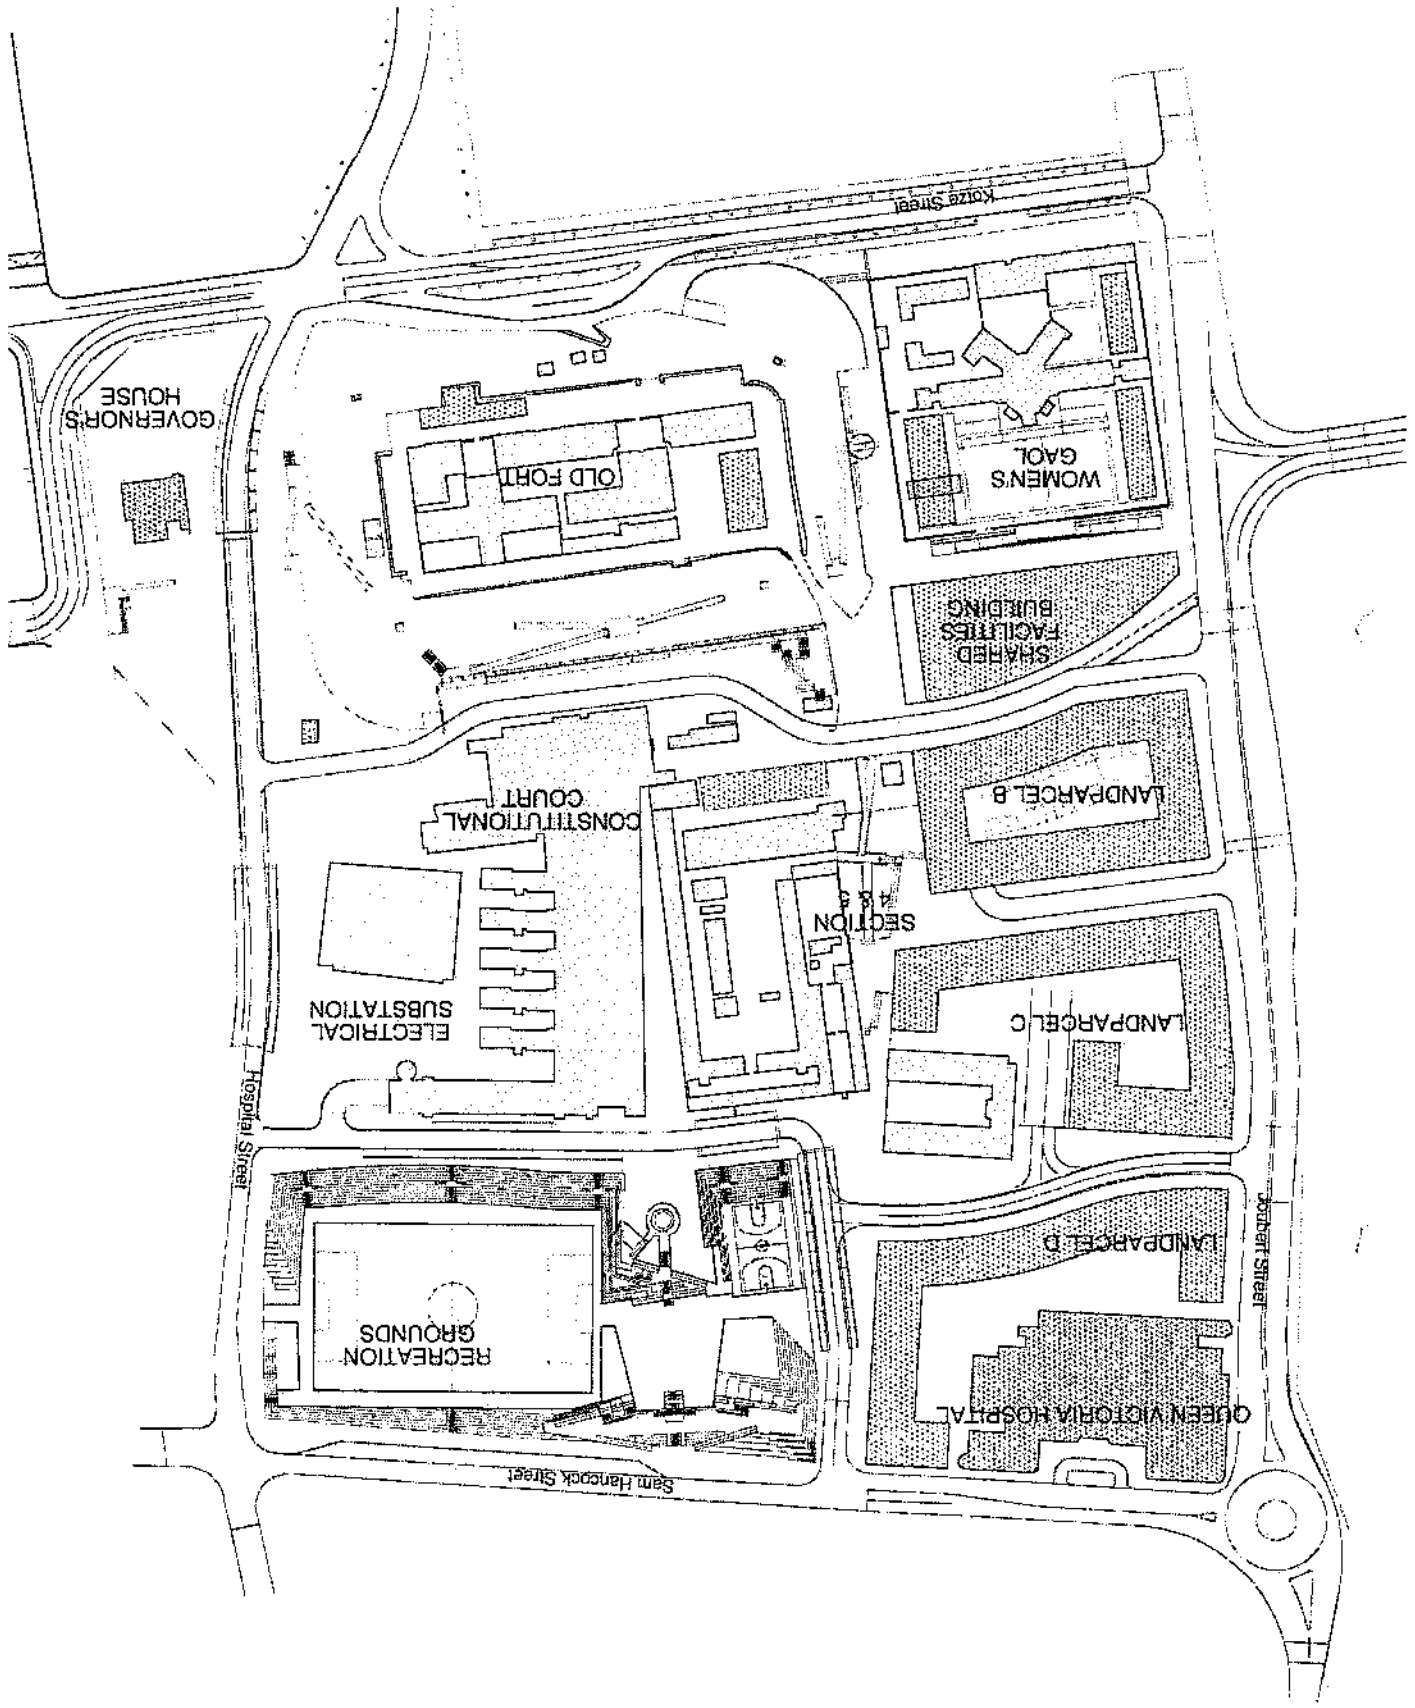 Sam Hancock Street
QUEEN VICTORIA HOSPITAL
RECREATION
GROUNDS
Joubert Street
LANDPARCEL D
Hospital Street
LANDPARCEL C
ELECTRICAL
SUBSTATION
SECTION
4 & 5
CONSTITUTIONAL
COURT
LANDPARCEL B
SHARED
FACILITIES
BUILDING
WOMEN'S
GAOL
OLD FORT
GOVERNOR'S
HOUSE
Kotze Street